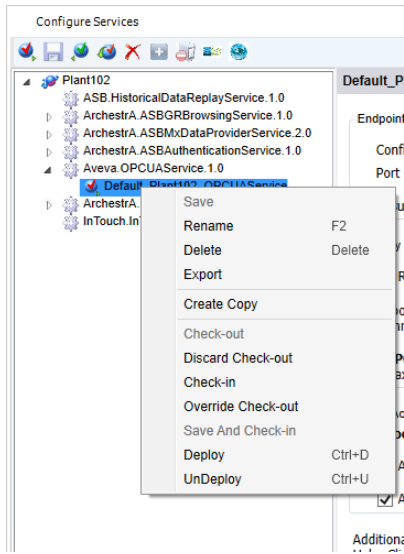 Configure Services
Plant102
Default_P
ASB.HistoricalDataReplayService.1.0
ArchestrA.ASBGRBrowsingService.1.0
Endpoint
ArchestrA.ASBMxDataProviderService.2.0
ArchestrA.ASBAuthenticationService.1.0
Confi
Aveva.OPCUAService.1.0
Port
Default_Plant102_OPCUAService
ArchestrA.
InTouch.In
Save
Rename F2
Delete Delete
Export
Create Copy
Check-out
Discard Check-out
Check-in
Override Check-out
Save And Check-in
Deploy Ctrl+D
UnDeploy Ctrl+U
Additiona